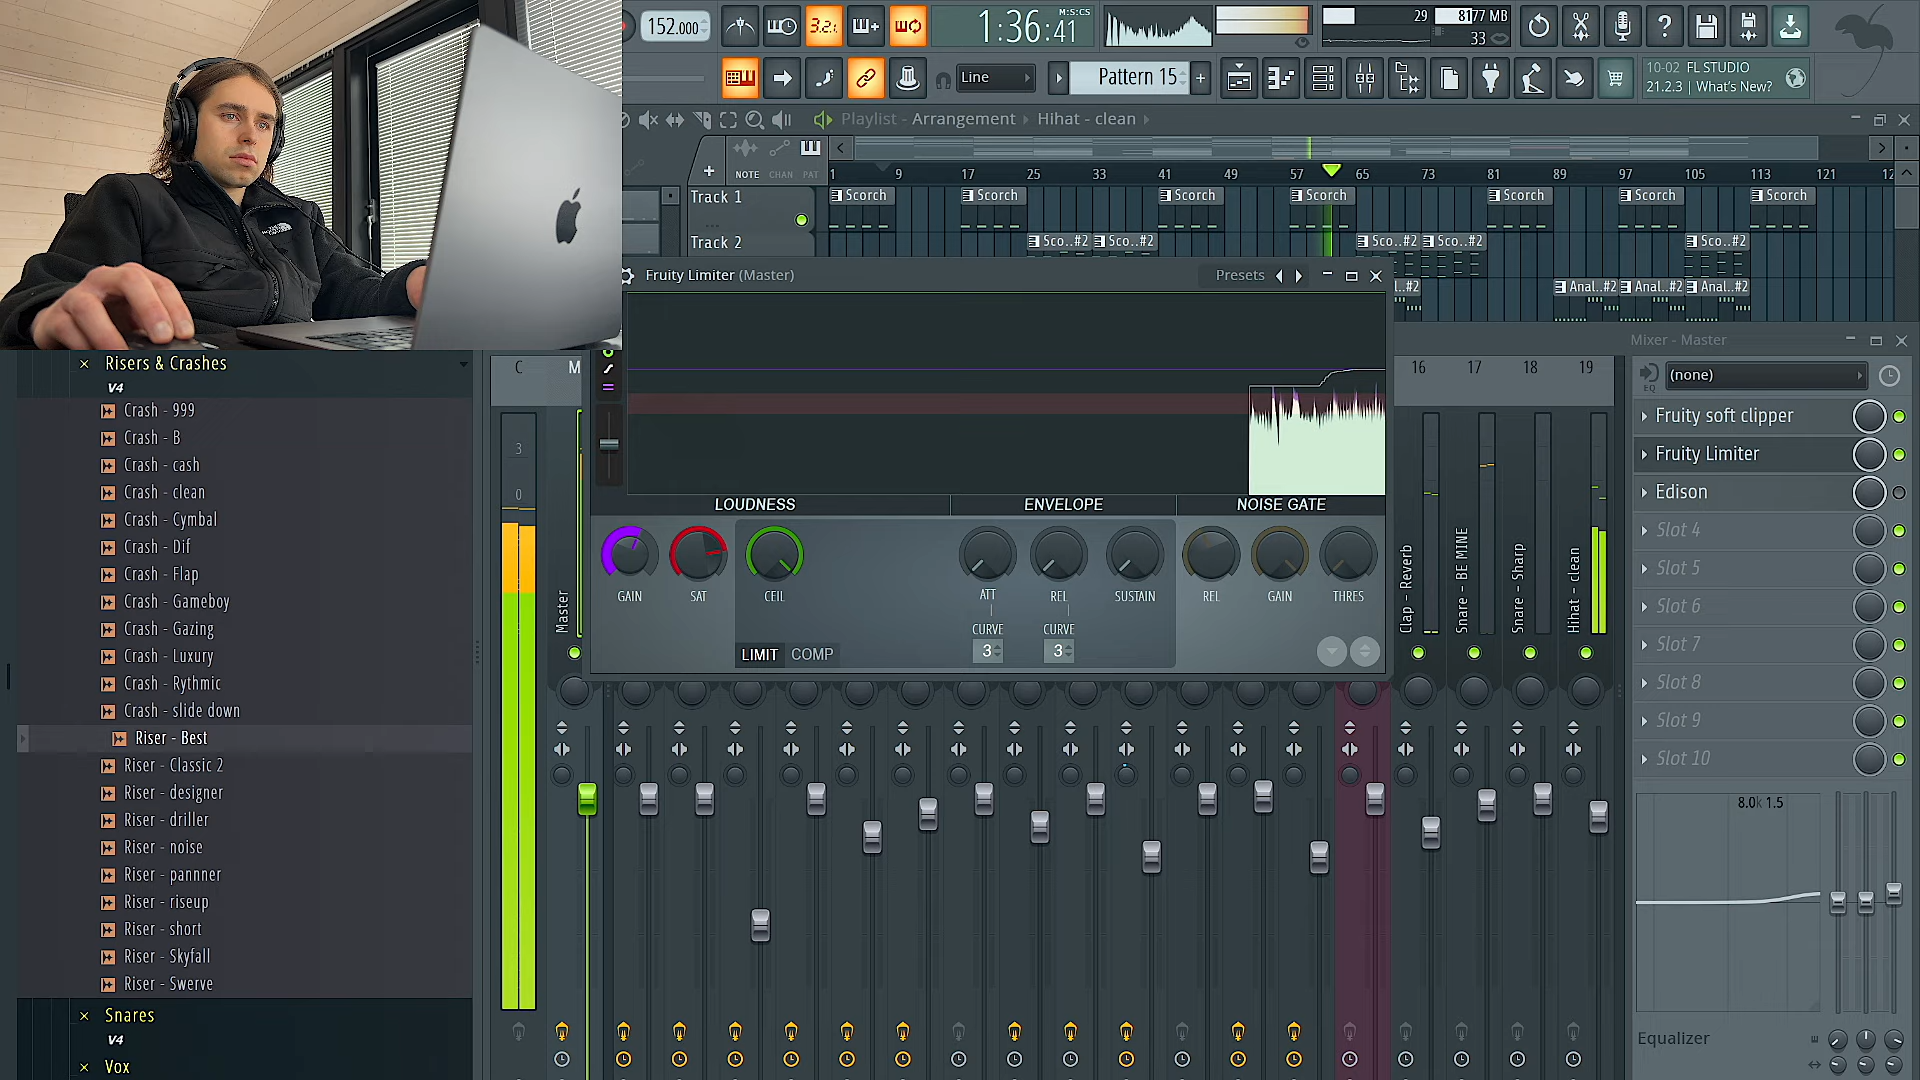 152.000
3.2.
1:36:41
M:S:CS
29
8177 MB
33
Line
Pattern 15
10-02 FL STUDIO
21.2.3 | What's New?
Playlist - Arrangement › Hihat - clean ›
NOTE CHAN PAT
1 9 17 25 33 41 49 57 65 73 81 89 97 105 113 121
Track 1
Scorch Scorch Scorch Scorch Scorch Scorch Scorch
Track 2
Sco..#2 Sco..#2 Sco..#2 Sco..#2 Sco..#2
Anal..#2 Anal..#2 Anal..#2
Fruity Limiter (Master)
Presets
LOUDNESS
ENVELOPE
NOISE GATE
GAIN SAT CEIL ATT REL SUSTAIN REL GAIN THRES
CURVE CURVE
3 3
LIMIT COMP
THE NORTH FACE
Risers & Crashes
V4
Crash - 999
Crash - B
Crash - cash
Crash - clean
Crash - Cymbal
Crash - Dif
Crash - Flap
Crash - Gameboy
Crash - Gazing
Crash - Luxury
Crash - Rythmic
Crash - slide down
Riser - Best
Riser - Classic 2
Riser - designer
Riser - driller
Riser - noise
Riser - pannner
Riser - riseup
Riser - short
Riser - Skyfall
Riser - Swerve
Snares
V4
Vox
C M
3
0
Master
16 17 18 19
Clap - Reverb
Snare - BE MINE
Snare - Sharp
Hihat - clean
Mixer - Master
(none)
EQ
Fruity soft clipper
Fruity Limiter
Edison
Slot 4
Slot 5
Slot 6
Slot 7
Slot 8
Slot 9
Slot 10
8.0k 1.5
Equalizer